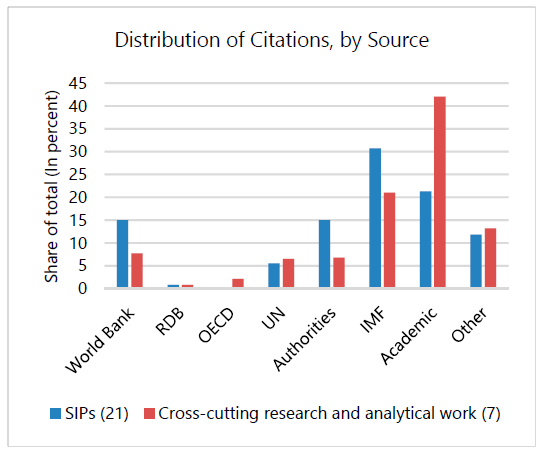 Distribution of Citations, by Source
Share of total (In percent)
45
40
35
30
25
20
15
10
5
0
World Bank
RDB
OECD
UN
Authorities
IMF
Academic
Other
SIPs (21)
Cross-cutting research and analytical work (7)